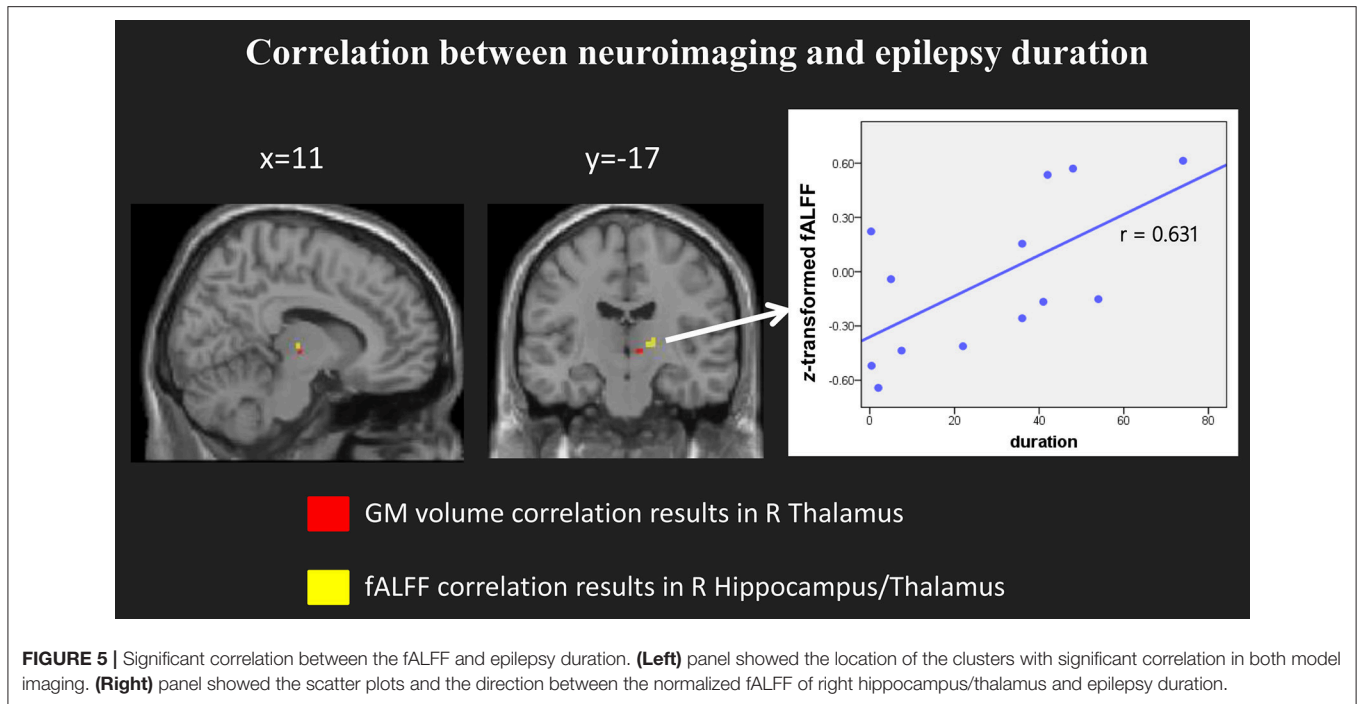 Correlation between neuroimaging and epilepsy duration
x=11
y=-17
z-transformed fALFF
0.60
0.30
0.00
-0.30
-0.60
r = 0.631
0
20
40
60
80
duration
GM volume correlation results in R Thalamus
fALFF correlation results in R Hippocampus/Thalamus
FIGURE 5 | Significant correlation between the fALFF and epilepsy duration. (Left) panel showed the location of the clusters with significant correlation in both model
imaging. (Right) panel showed the scatter plots and the direction between the normalized fALFF of right hippocampus/thalamus and epilepsy duration.